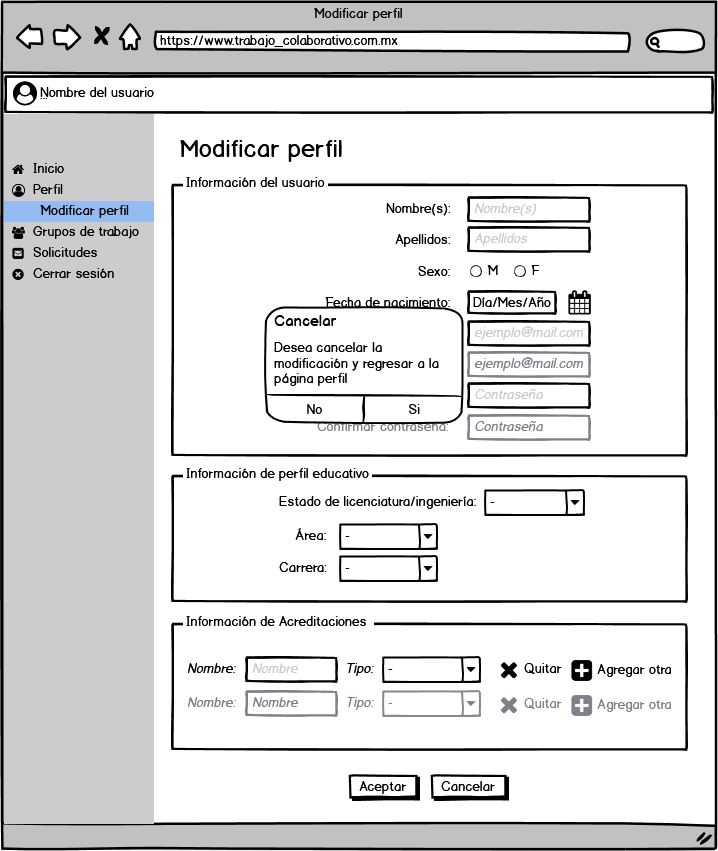 Modificar perfil
https://www.trabajo_colaborativo.com.mx
Nombre del usuario
Inicio
Perfil
Modificar perfil
Grupos de trabajo
Solicitudes
Cerrar sesión
Modificar perfil
Información del usuario
Nombre(s): Nombre(s)
Apellidos: Apellidos
Sexo: M F
Fecha de nacimiento: Día/Mes/Año
ejemplo@mail.com
ejemplo@mail.com
Contraseña
Confirmar contraseña: Contraseña
Cancelar
Desea cancelar la
modificación y regresar a la
página perfil
No Si
Información de perfil educativo
Estado de licenciatura/ingeniería: -
Área: -
Carrera: -
Información de Acreditaciones
Nombre: Nombre Tipo: - Quitar Agregar otra
Nombre: Nombre Tipo: - Quitar Agregar otra
Aceptar Cancelar